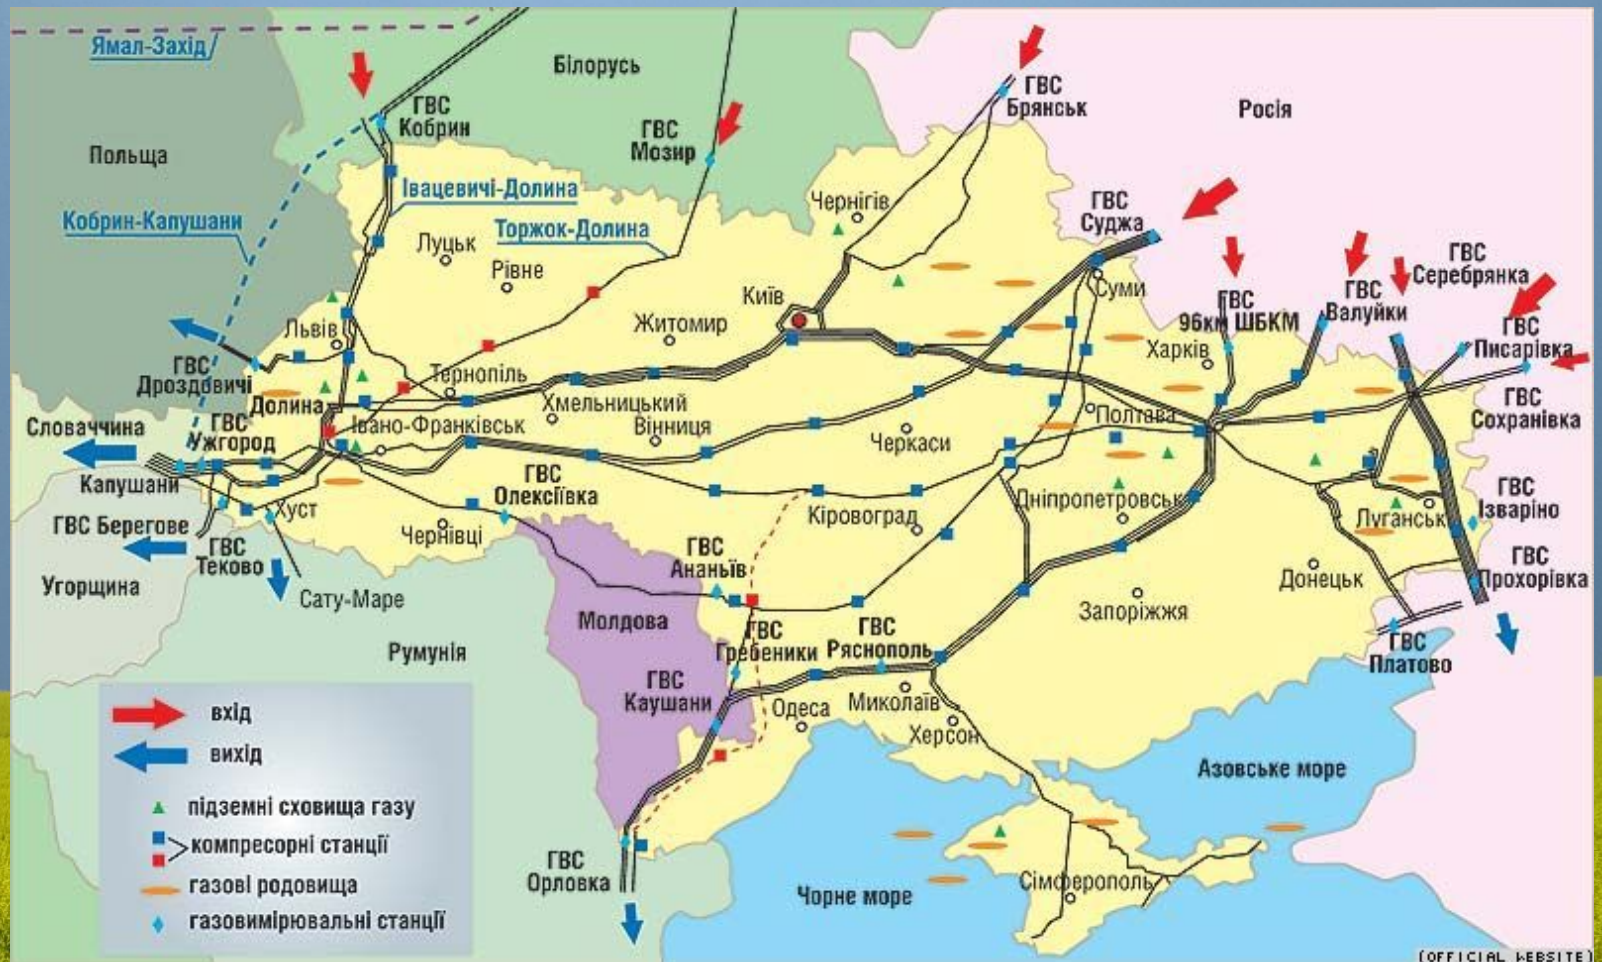 Ямал-Захід
Білорусь
ГВС
Кобрин
ГВС
Мозир
ГВС
Брянськ
Росія
Польща
Івацевичі-Долина
Кобрин-Капушани
Торжок-Долина
Луцьк
Рівне
Чернігів
ГВС
Суджа
Суми
ГВС
Серебрянка
Київ
Житомир
Львів
ГВС
96км ШБКМ
ГВС
Валуйки
ГВС
Писарівка
Харків
ГВС
Дроздовичі
Тернопіль
Долина
Хмельницький
Вінниця
Івано-Франківськ
Черкаси
Полтава
ГВС
Сохранівка
Словаччина
ГВС
Ужгород
Капушани
ГВС
Олексіївка
Хуст
Чернівці
Кіровоград
Дніпропетровськ
Луганськ
ГВС
Ізваріно
ГВС Берегове
ГВС
Теково
Угорщина
Сату-Маре
ГВС
Ананьїв
Донецьк
ГВС
Прохорівка
Запоріжжя
Молдова
Румунія
ГВС
Гребеники
ГВС
Ряснополь
ГВС
Платово
ГВС
Каушани
Одеса
Миколаїв
Херсон
Азовське море
ГВС
Орловка
Чорне море
Сімферополь
вхід
вихід
підземні сховища газу
компресорні станції
газові родовища
газовимірювальні станції
(OFFICIAL WEBSITE)